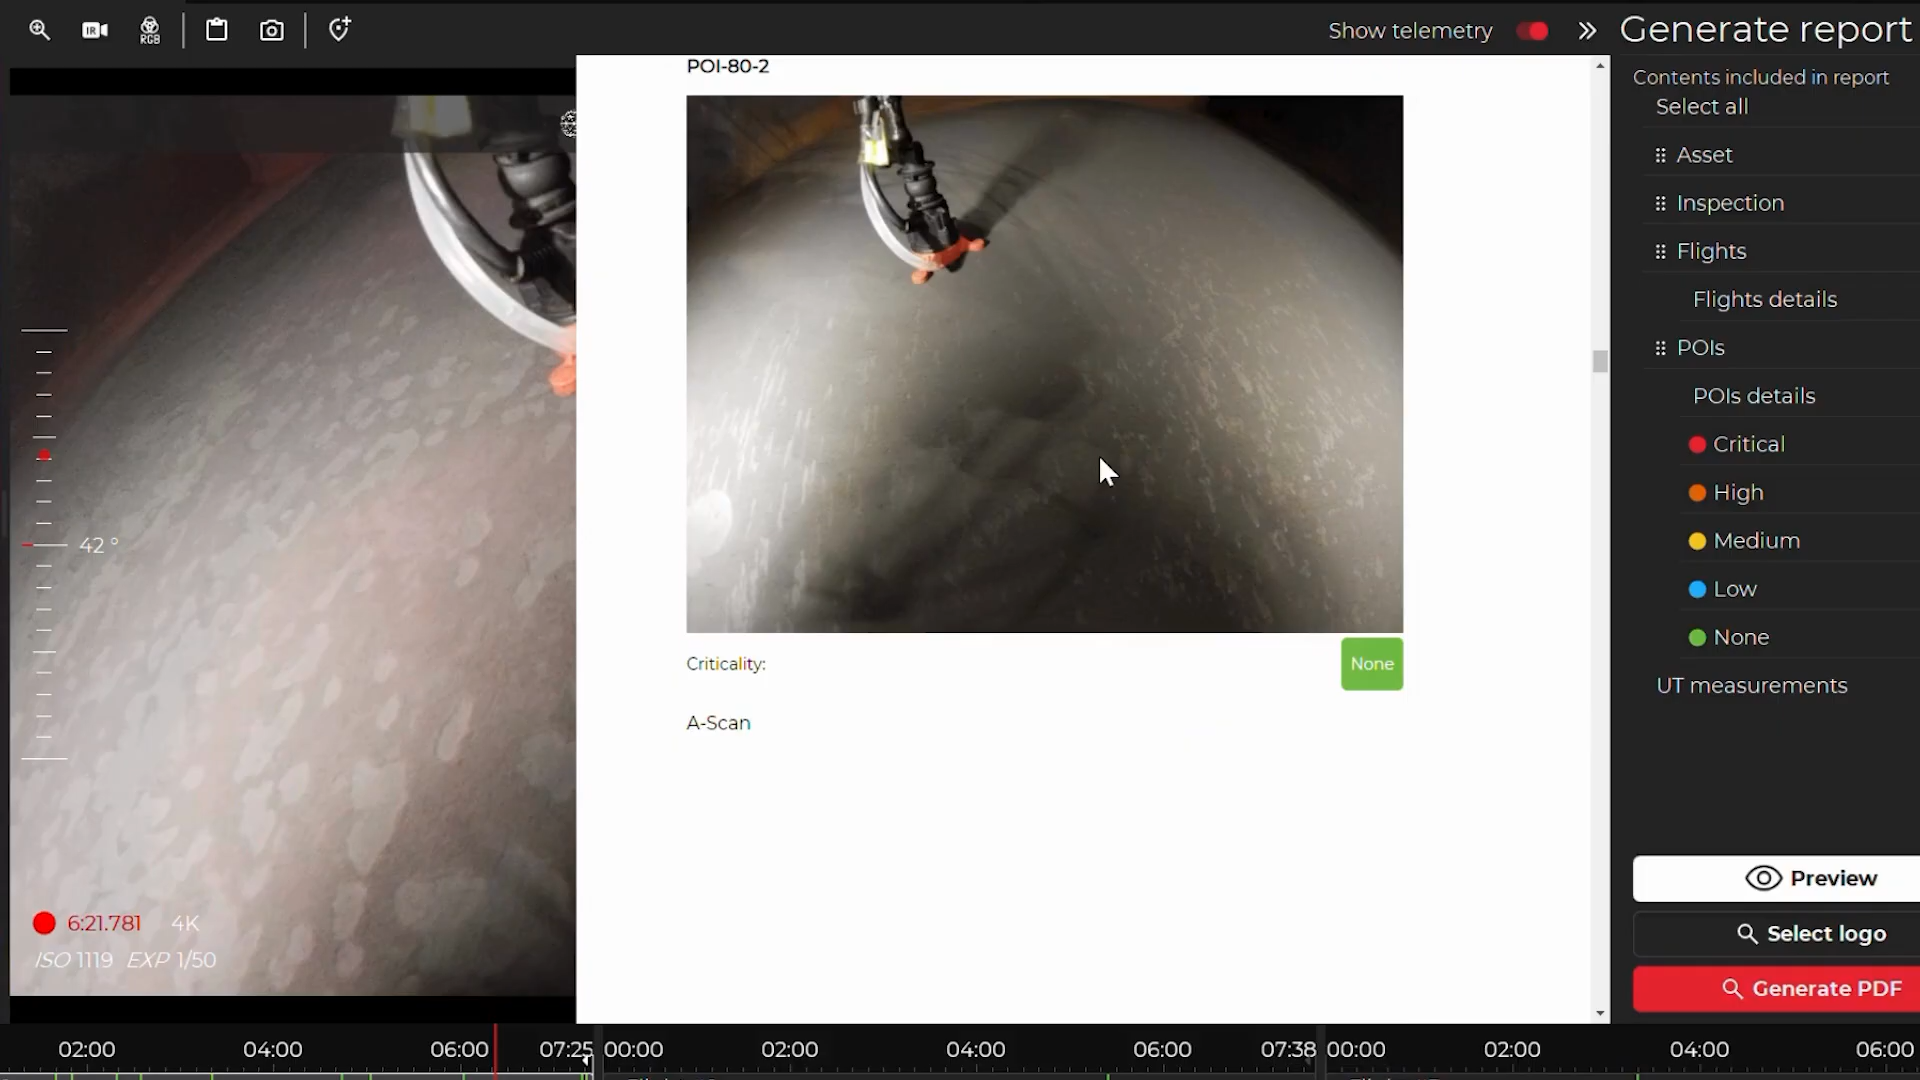 IR
RGB
Show telemetry
Generate report
Contents included in report
Select all
Asset
Inspection
Flights
Flights details
POIs
POIs details
Critical
High
Medium
Low
None
UT measurements
Preview
Select logo
Generate PDF
POI-80-2
Criticality:
None
A-Scan
42 °
6:21.781 4K
ISO 1119 EXP 1/50
02:00 04:00 06:00 07:25 00:00 02:00 04:00 06:00 07:38 00:00 02:00 04:00 06:00